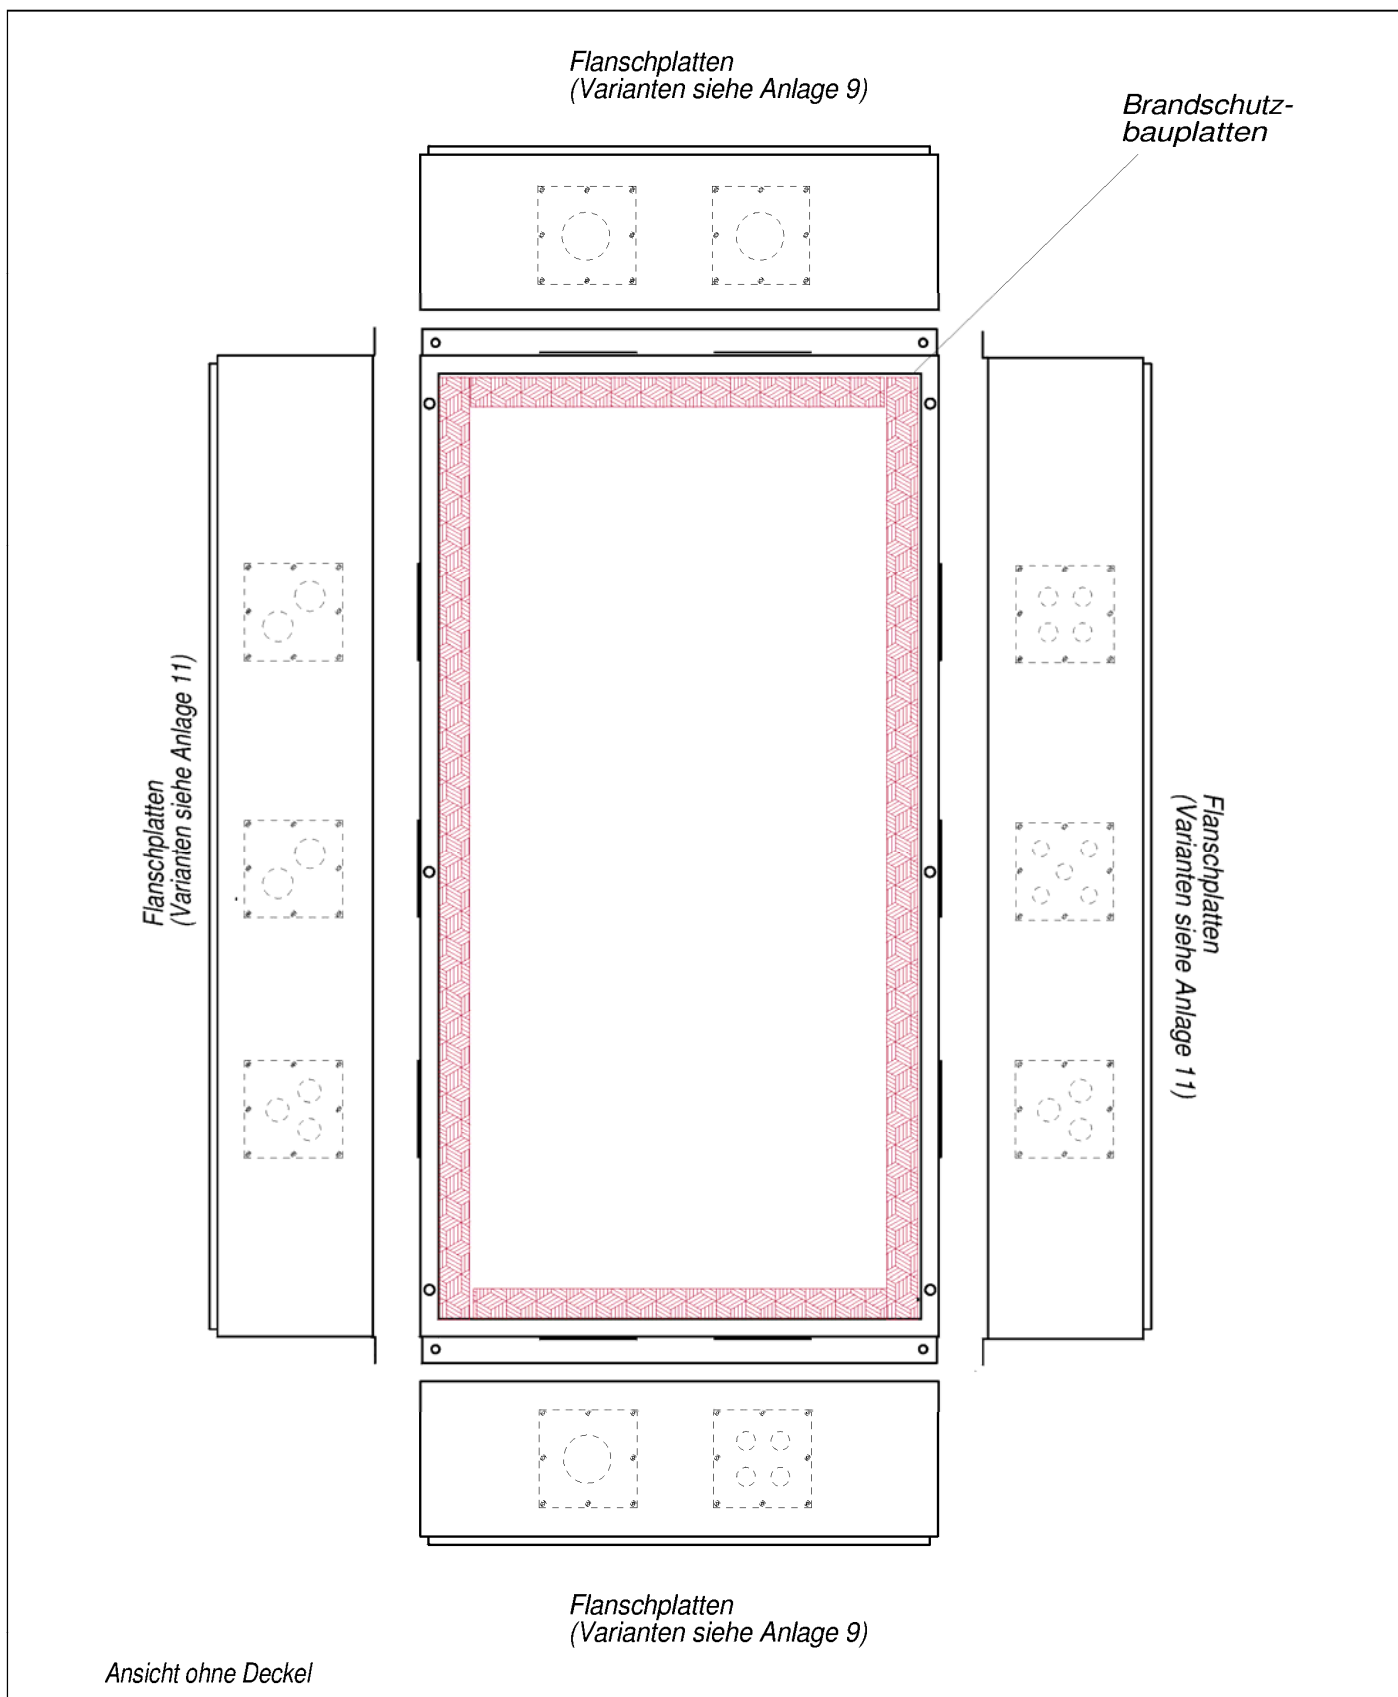 Flanschplatten
(Varianten siehe Anlage 9)
Brandschutz-
bauplatten
Flanschplatten
(Varianten siehe Anlage 11)
Flanschplatten
(Varianten siehe Anlage 11)
Flanschplatten
(Varianten siehe Anlage 9)
Ansicht ohne Deckel